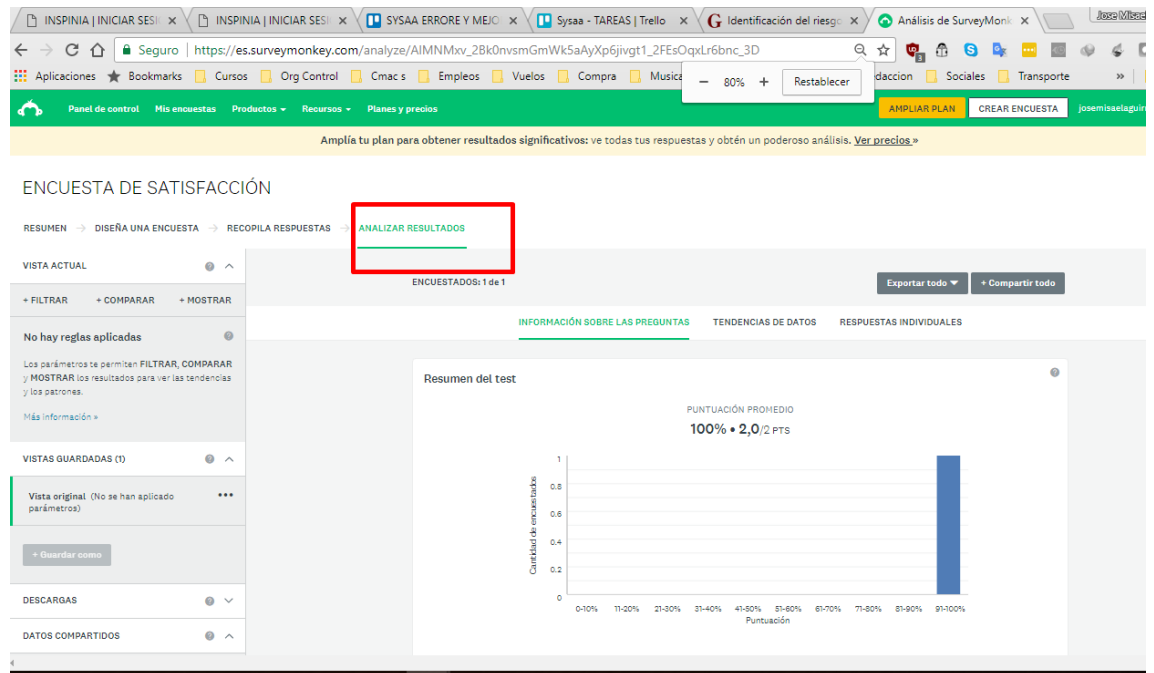 INSPINIA | INICIAR SESI
INSPINIA | INICIAR SESI
SYSAA ERRORE Y MEJO
Sysaa - TAREAS | Trello
Identificación del riesgo
Análisis de SurveyMonk
Jose Misael
Seguro
https://es.surveymonkey.com/analyze/AIMNMxv_2Bk0nvsmGmWk5aAyXp6jivgt1_2FEsOqxLr6bnc_3D
Aplicaciones
Bookmarks
Cursos
Org Control
Cmac s
Empleos
Vuelos
Compra
Musica
daccion
Sociales
Transporte
»
− 80% + Restablecer
Panel de control Mis encuestas Productos Recursos Planes y precios
AMPLIAR PLAN
CREAR ENCUESTA
josemisaelaguir
Amplía tu plan para obtener resultados significativos: ve todas tus respuestas y obtén un poderoso análisis. Ver precios »
ENCUESTA DE SATISFACCIÓN
RESUMEN → DISEÑA UNA ENCUESTA → RECOPILA RESPUESTAS → ANALIZAR RESULTADOS
VISTA ACTUAL
+ FILTRAR + COMPARAR + MOSTRAR
No hay reglas aplicadas
Los parámetros te permiten FILTRAR, COMPARAR
y MOSTRAR los resultados para ver las tendencias
y los patrones.
Más información »
VISTAS GUARDADAS (1)
Vista original (No se han aplicado
parámetros)
+ Guardar como
DESCARGAS
DATOS COMPARTIDOS
ENCUESTADOS: 1 de 1
Exportar todo
+ Compartir todo
INFORMACIÓN SOBRE LAS PREGUNTAS
TENDENCIAS DE DATOS
RESPUESTAS INDIVIDUALES
Resumen del test
PUNTUACIÓN PROMEDIO
100% • 2,0/2 PTS
Cantidad de encuestados
1
0.8
0.6
0.4
0.2
0
0-10% 11-20% 21-30% 31-40% 41-50% 51-60% 61-70% 71-80% 81-90% 91-100%
Puntuación